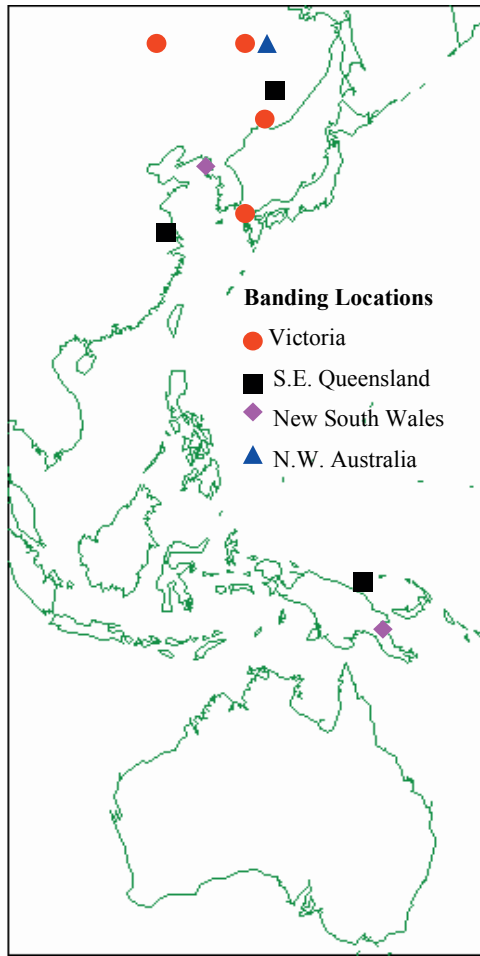 Banding Locations
Victoria
S.E. Queensland
New South Wales
N.W. Australia